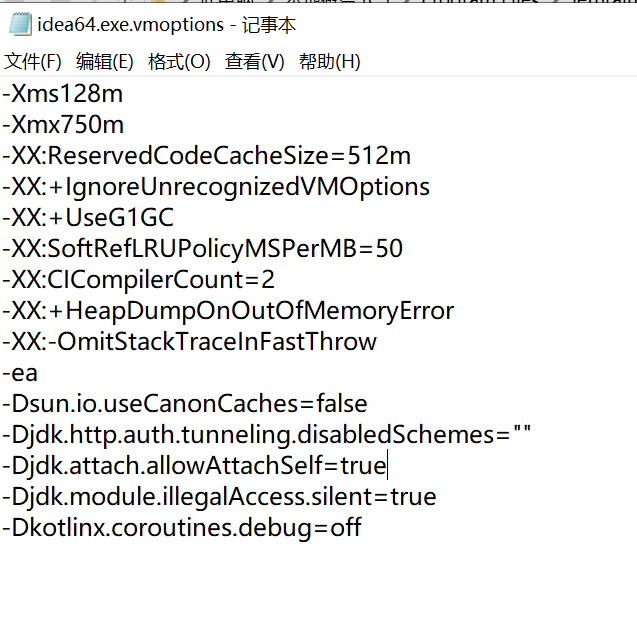 idea64.exe.vmoptions - 记事本
文件(F) 编辑(E) 格式(O) 查看(V) 帮助(H)
-Xms128m
-Xmx750m
-XX:ReservedCodeCacheSize=512m
-XX:+IgnoreUnrecognizedVMOptions
-XX:+UseG1GC
-XX:SoftRefLRUPolicyMSPerMB=50
-XX:CICompilerCount=2
-XX:+HeapDumpOnOutOfMemoryError
-XX:-OmitStackTraceInFastThrow
-ea
-Dsun.io.useCanonCaches=false
-Djdk.http.auth.tunneling.disabledSchemes=""
-Djdk.attach.allowAttachSelf=true
-Djdk.module.illegalAccess.silent=true
-Dkotlinx.coroutines.debug=off